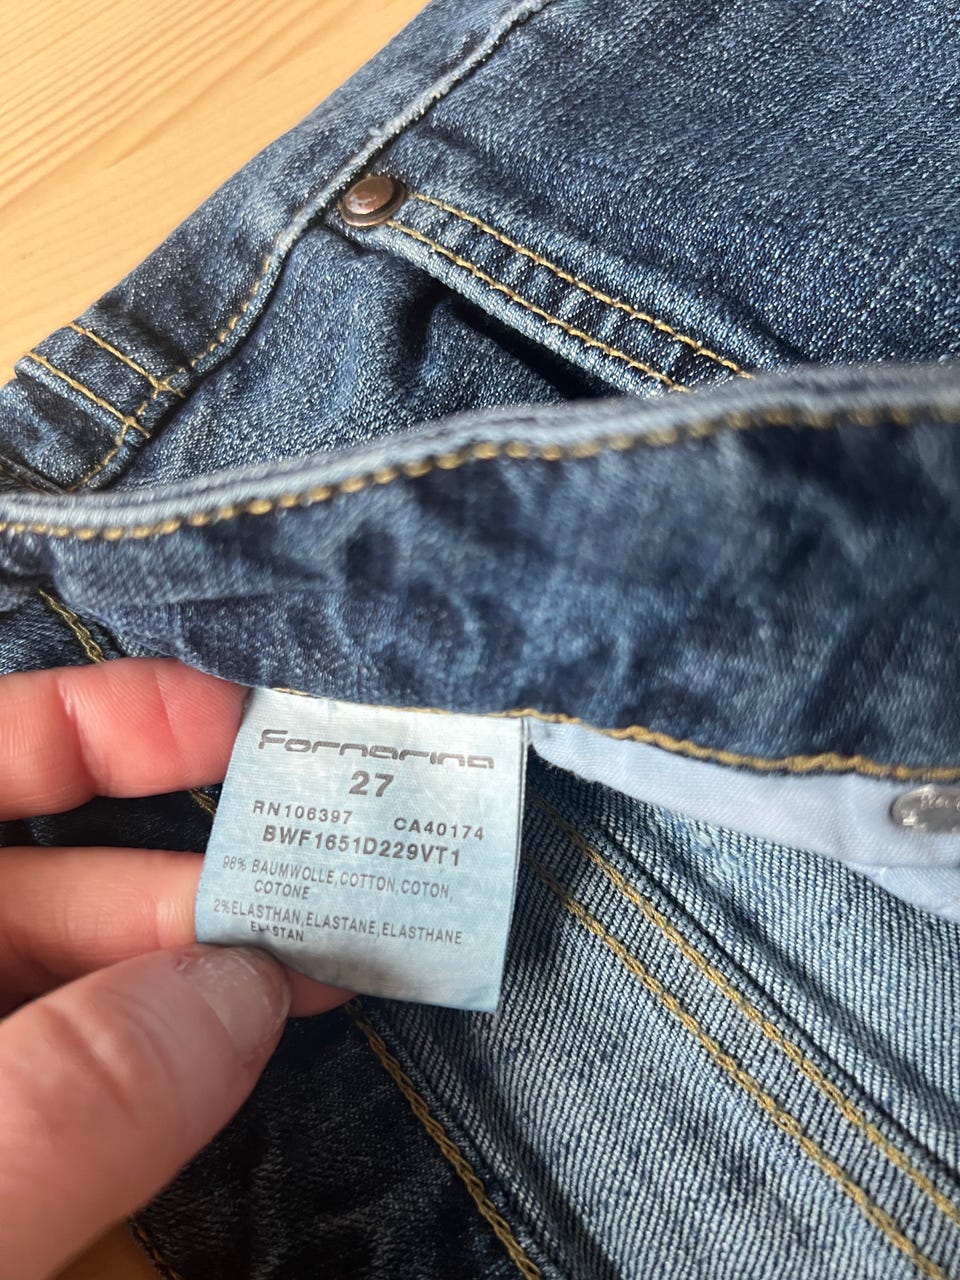 Fornarina
27
RN106397 CA40174
BWF1651D229VT1
98% BAUMWOLLE,COTTON,COTON,
COTONE
2%ELASTHAN,ELASTANE,ELASTHANE
ELASTAN